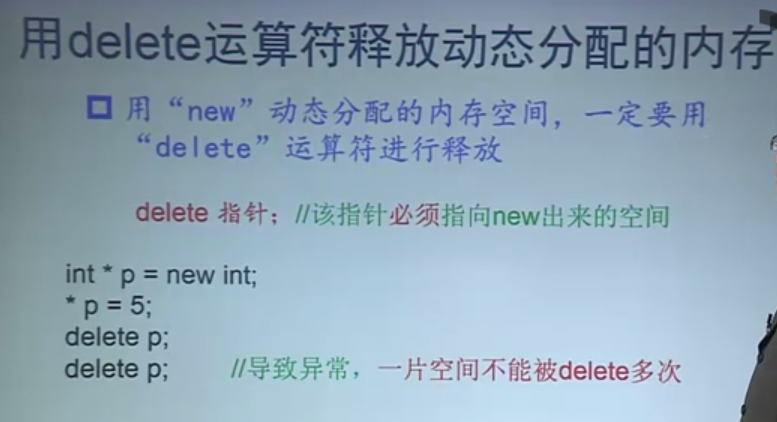 用delete运算符释放动态分配的内存
用“new”动态分配的内存空间，一定要用
“delete”运算符进行释放
delete 指针；//该指针必须指向new出来的空间
int * p = new int;
* p = 5;
delete p;
delete p; //导致异常，一片空间不能被delete多次